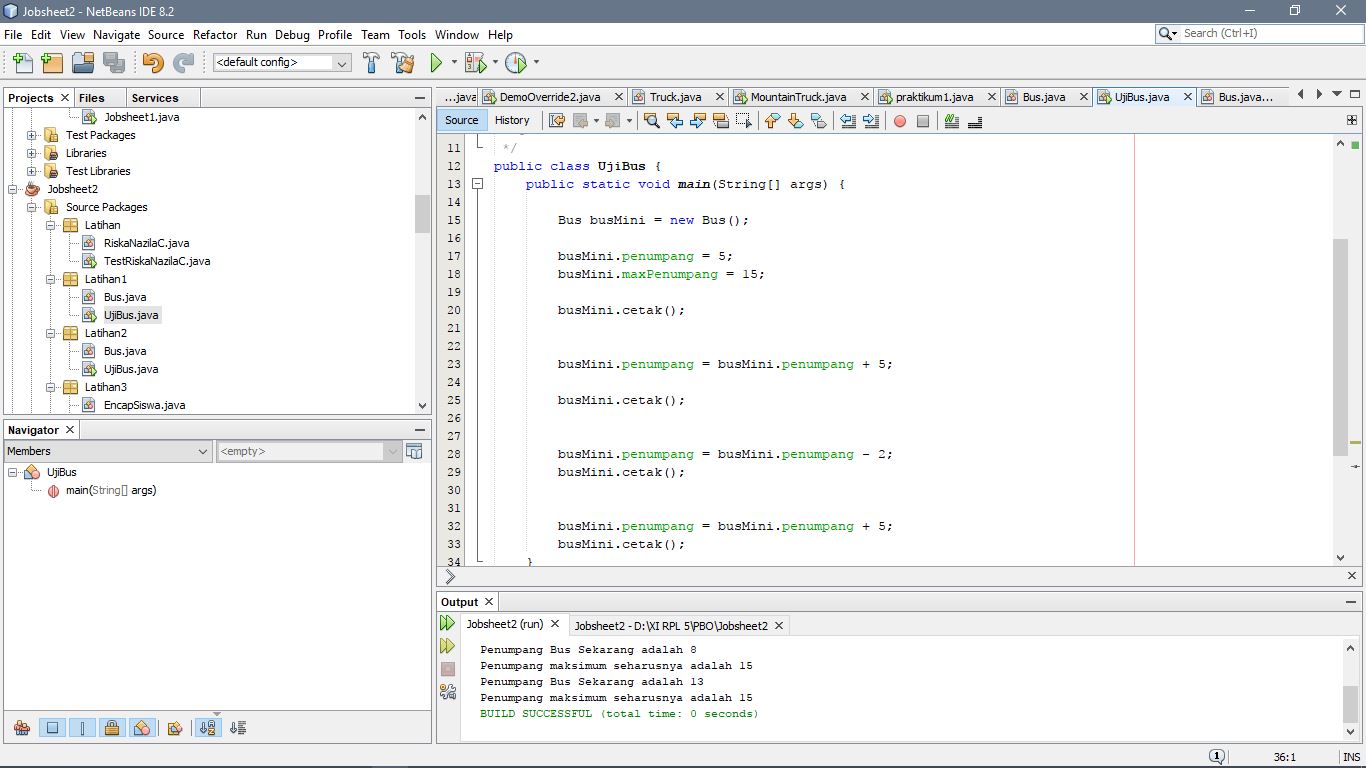 Jobsheet2 - NetBeans IDE 8.2
File Edit View Navigate Source Refactor Run Debug Profile Team Tools Window Help
Search (Ctrl+I)
<default config>
Projects Files Services
Jobsheet1.java
Test Packages
Libraries
Test Libraries
Jobsheet2
Source Packages
Latihan
RiskaNazilaC.java
TestRiskaNazilaC.java
Latihan1
Bus.java
UjiBus.java
Latihan2
Bus.java
UjiBus.java
Latihan3
EncapSiswa.java
Navigator
Members
<empty>
UjiBus
main(String[] args)
...java DemoOverride2.java Truck.java MountainTruck.java praktikum1.java Bus.java UjiBus.java Bus.java...
Source History
11 */
12 public class UjiBus {
13 public static void main(String[] args) {
14
15 Bus busMini = new Bus();
16
17 busMini.penumpang = 5;
18 busMini.maxPenumpang = 15;
19
20 busMini.cetak();
21
22
23 busMini.penumpang = busMini.penumpang + 5;
24
25 busMini.cetak();
26
27
28 busMini.penumpang = busMini.penumpang - 2;
29 busMini.cetak();
30
31
32 busMini.penumpang = busMini.penumpang + 5;
33 busMini.cetak();
34 }
Output
Jobsheet2 (run) Jobsheet2 - D:\XI RPL 5\PBO\Jobsheet2
Penumpang Bus Sekarang adalah 8
Penumpang maksimum seharusnya adalah 15
Penumpang Bus Sekarang adalah 13
Penumpang maksimum seharusnya adalah 15
BUILD SUCCESSFUL (total time: 0 seconds)
1 36:1 INS